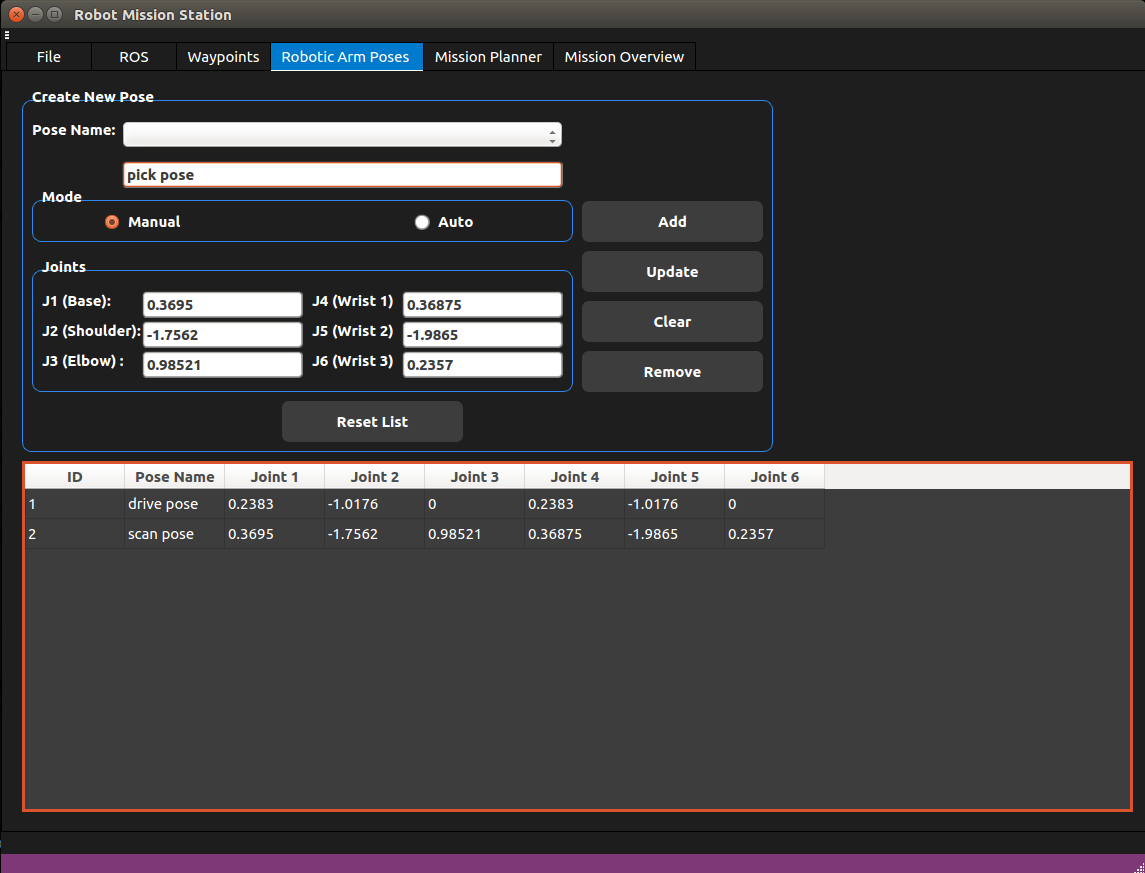 Robot Mission Station
File ROS Waypoints Robotic Arm Poses Mission Planner Mission Overview
Create New Pose
Pose Name:
pick pose
Mode
Manual Auto Add
Joints Update
J1 (Base): 0.3695 J4 (Wrist 1) 0.36875
J2 (Shoulder): -1.7562 J5 (Wrist 2) -1.9865 Clear
J3 (Elbow) : 0.98521 J6 (Wrist 3) 0.2357 Remove
Reset List
ID Pose Name Joint 1 Joint 2 Joint 3 Joint 4 Joint 5 Joint 6
1 drive pose 0.2383 -1.0176 0 0.2383 -1.0176 0
2 scan pose 0.3695 -1.7562 0.98521 0.36875 -1.9865 0.2357